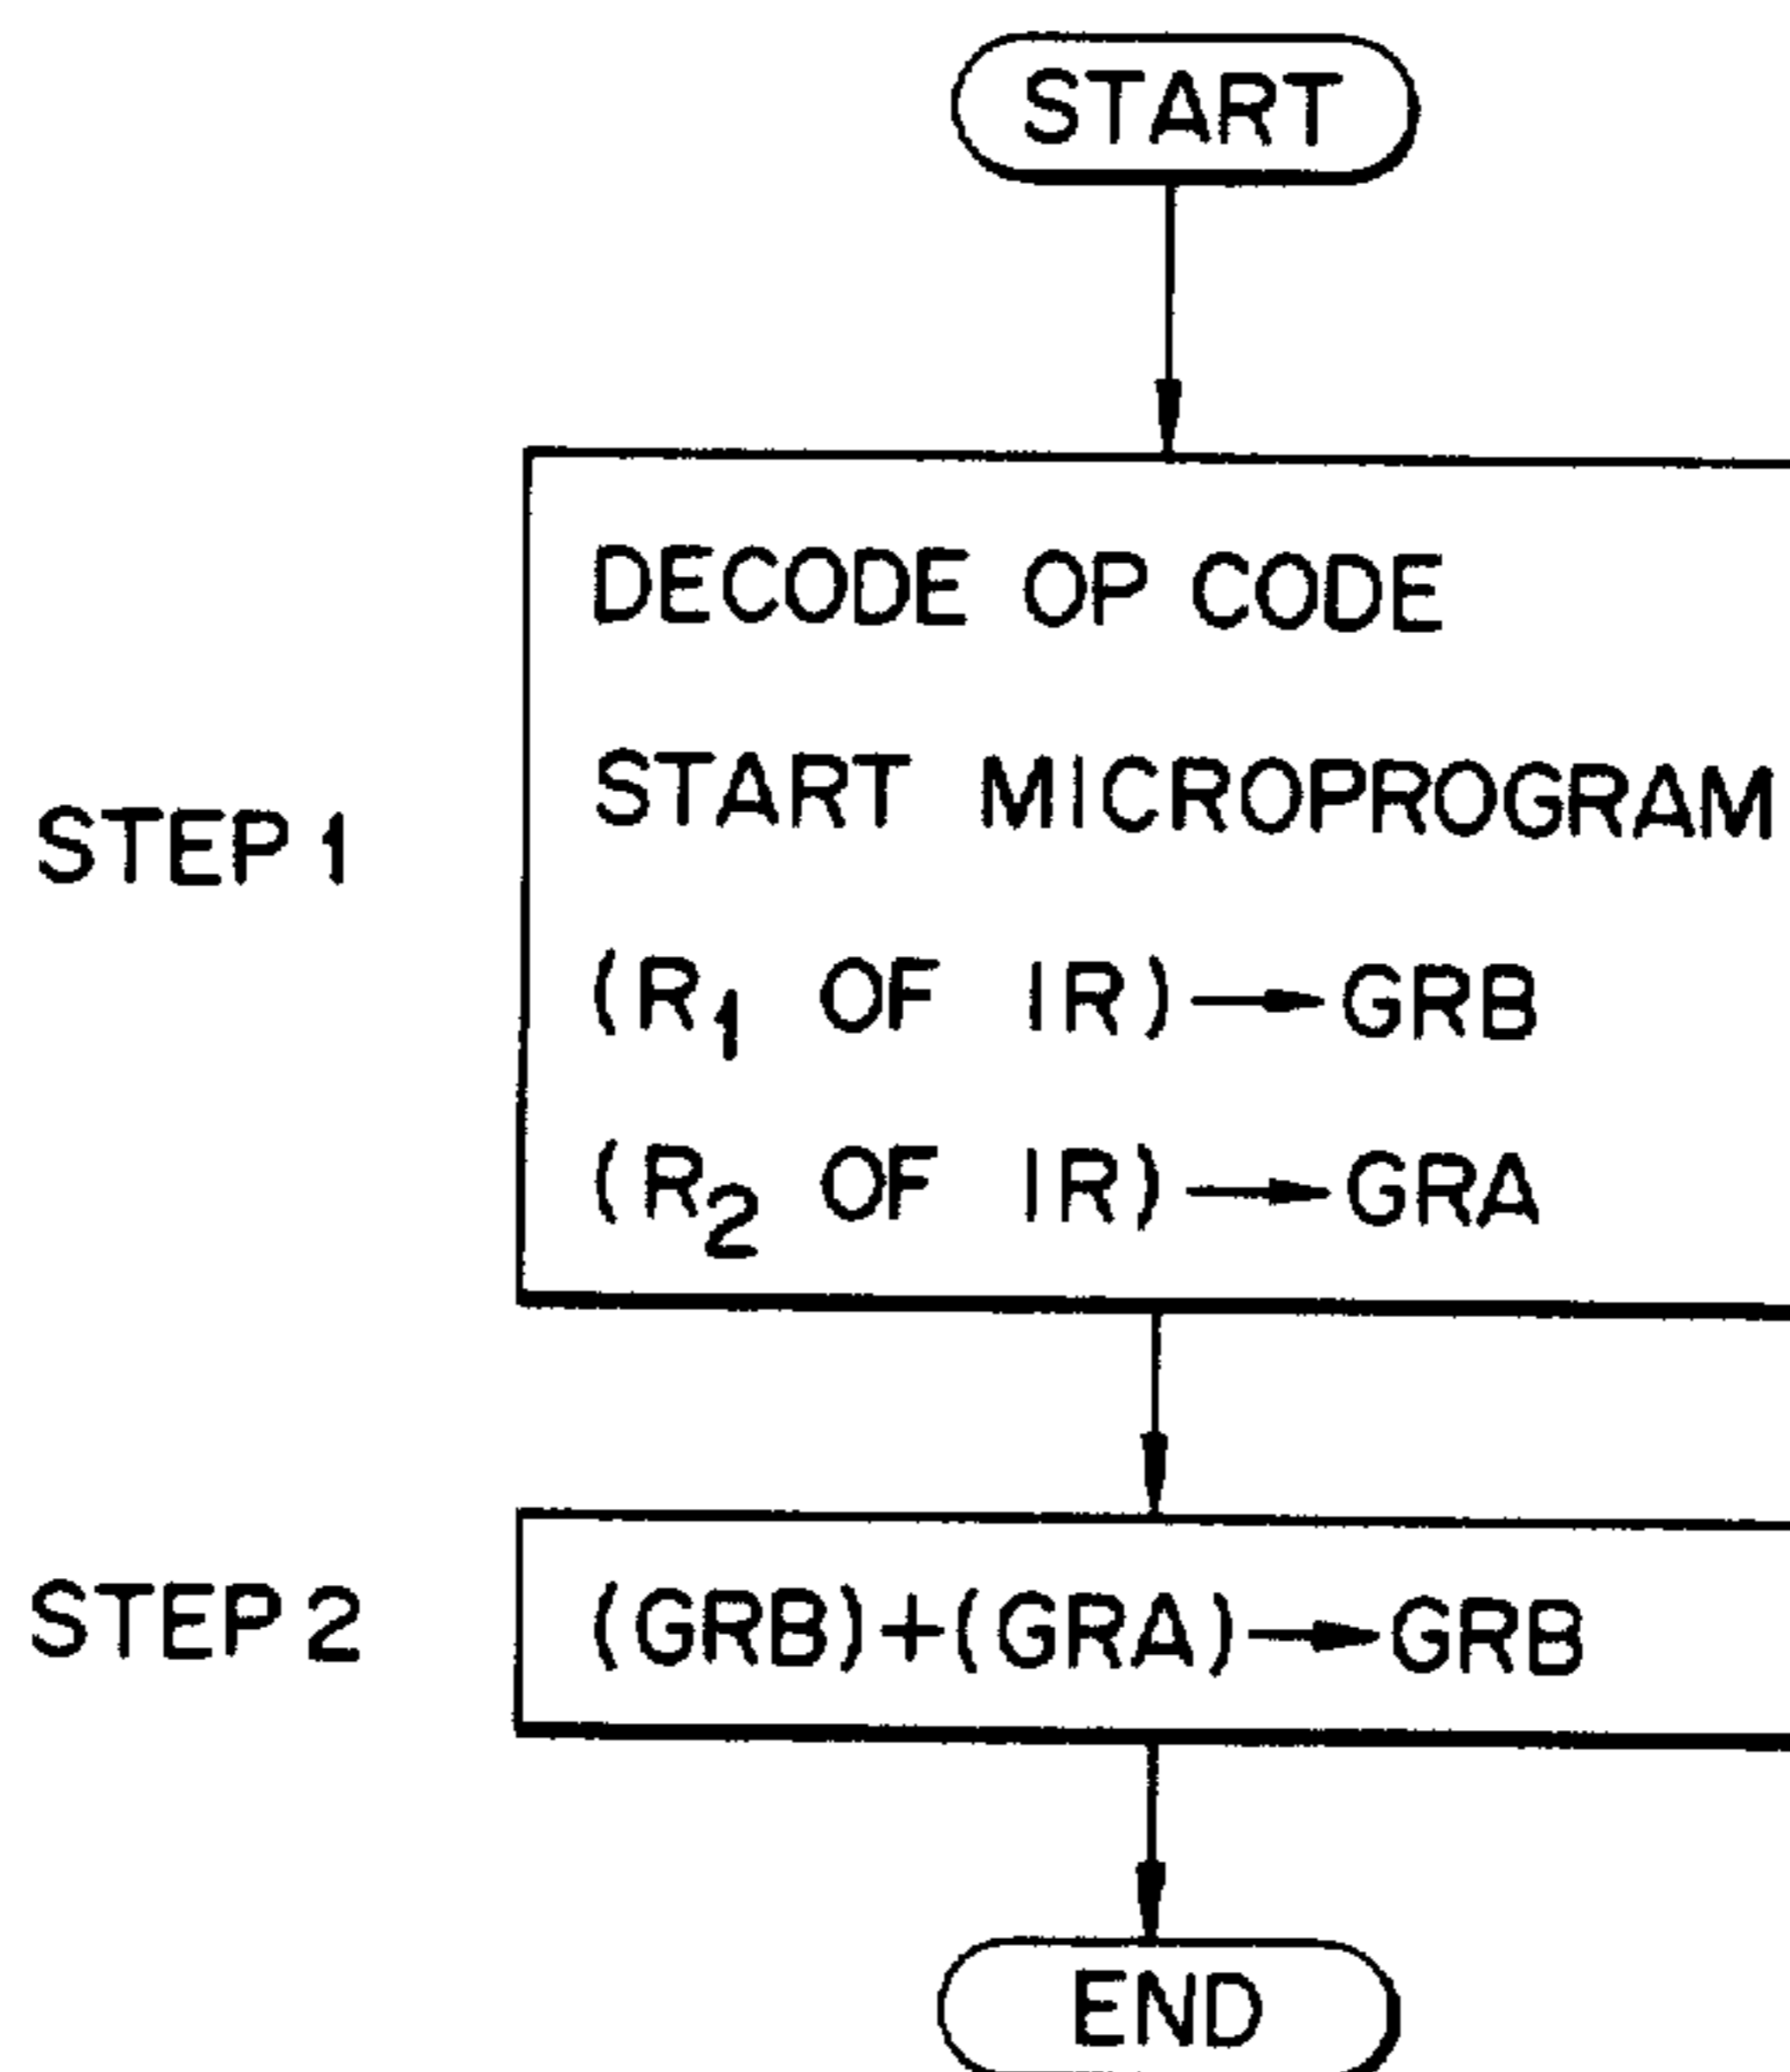 START
DECODE OP CODE
START MICROPROGRAM
STEP 1
(R₁ OF IR)→GRB
(R₂ OF IR)→GRA
STEP 2
(GRB)+(GRA)→GRB
END